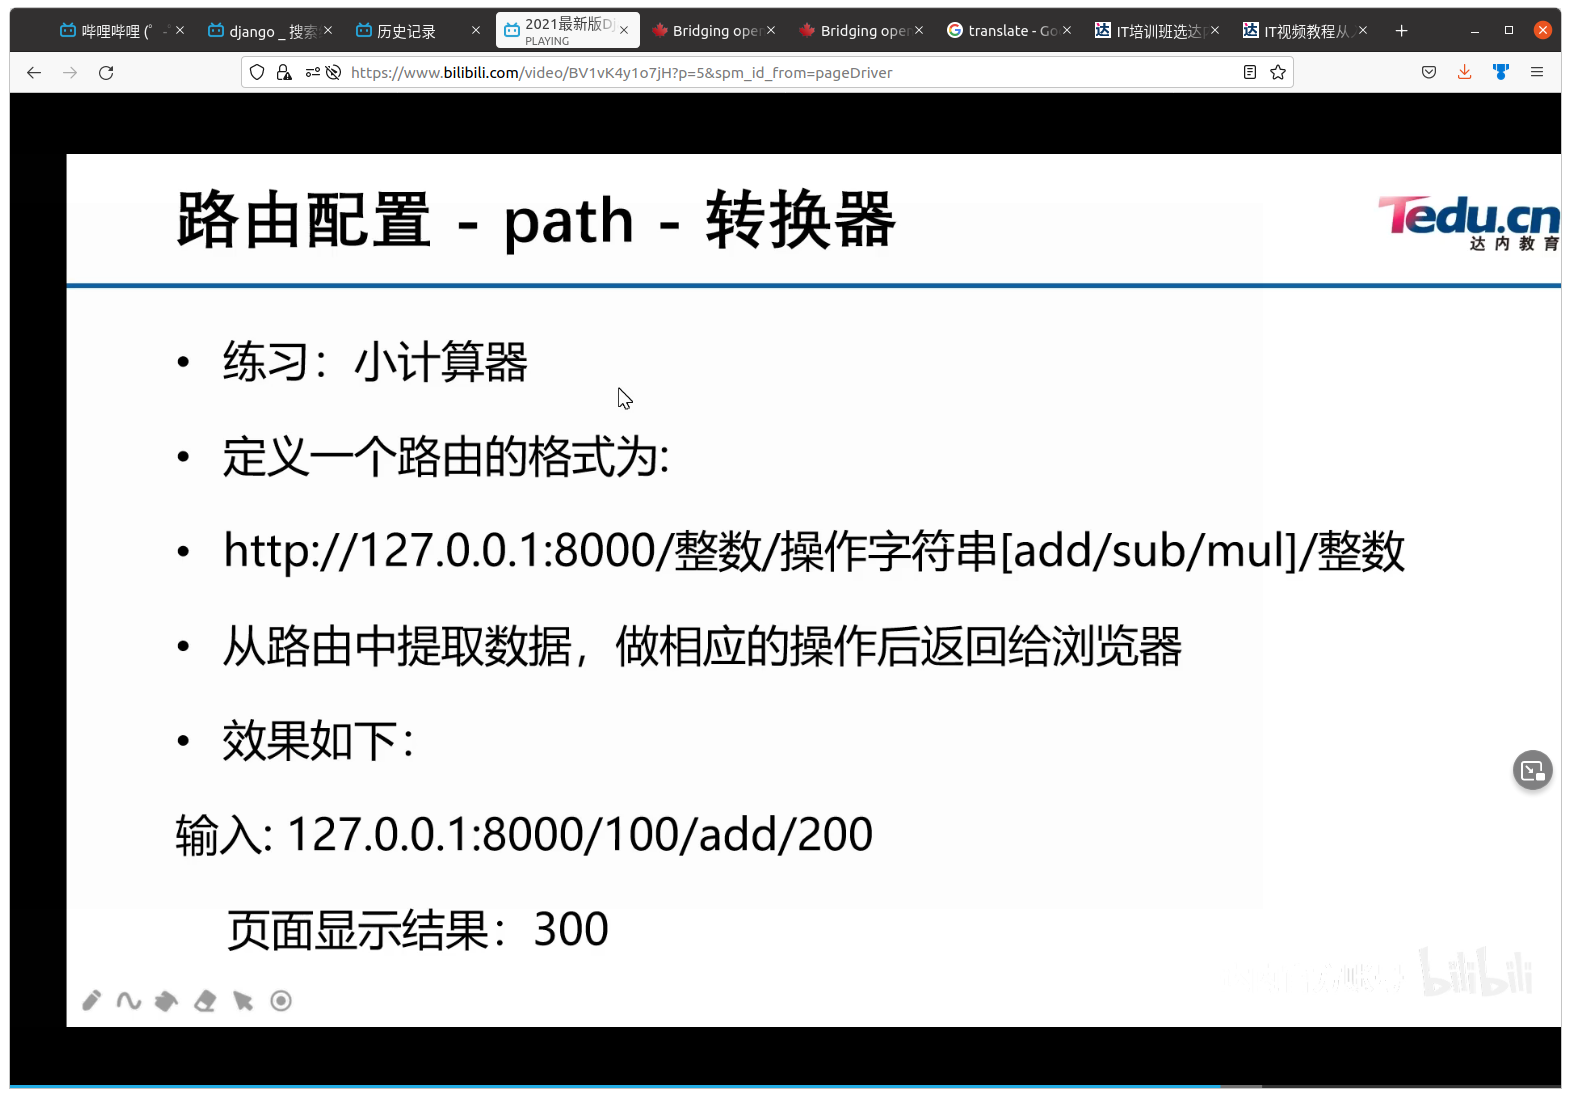 哔哩哔哩 (゜-゜
django _ 搜索
历史记录
2021最新版Dj
PLAYING
Bridging oper
Bridging oper
translate - Go
IT培训班选达内
IT视频教程从入
https://www.bilibili.com/video/BV1vK4y1o7jH?p=5&spm_id_from=pageDriver
路由配置 - path - 转换器
Tedu.cn
达内教育
• 练习：小计算器
• 定义一个路由的格式为:
• http://127.0.0.1:8000/整数/操作字符串[add/sub/mul]/整数
• 从路由中提取数据，做相应的操作后返回给浏览器
• 效果如下：
输入: 127.0.0.1:8000/100/add/200
页面显示结果：300
bilibili